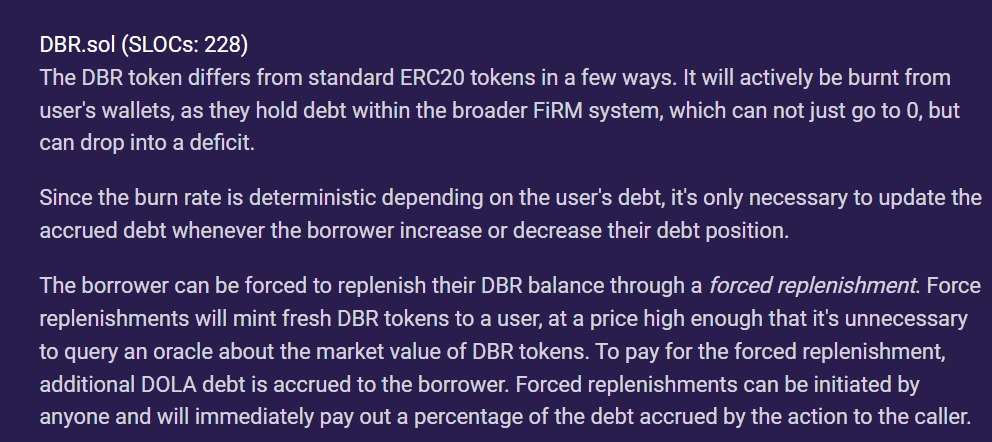 DBR.sol (SLOCs: 228)
The DBR token differs from standard ERC20 tokens in a few ways. It will actively be burnt from
user's wallets, as they hold debt within the broader FiRM system, which can not just go to 0, but
can drop into a deficit.
Since the burn rate is deterministic depending on the user's debt, it's only necessary to update the
accrued debt whenever the borrower increase or decrease their debt position.
The borrower can be forced to replenish their DBR balance through a forced replenishment. Force
replenishments will mint fresh DBR tokens to a user, at a price high enough that it's unnecessary
to query an oracle about the market value of DBR tokens. To pay for the forced replenishment,
additional DOLA debt is accrued to the borrower. Forced replenishments can be initiated by
anyone and will immediately pay out a percentage of the debt accrued by the action to the caller.